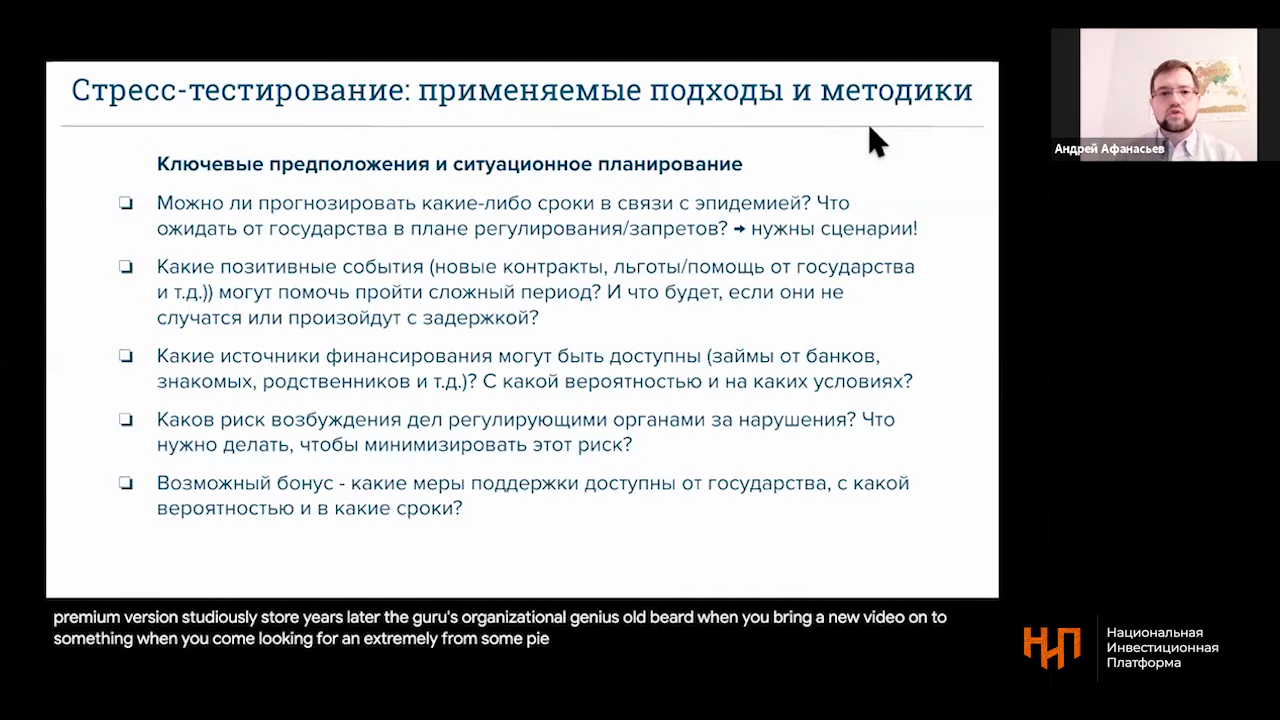 Стресс-тестирование: применяемые подходы и методики
Ключевые предположения и ситуационное планирование
❏ Можно ли прогнозировать какие-либо сроки в связи с эпидемией? Что
ожидать от государства в плане регулирования/запретов? → нужны сценарии!
❏ Какие позитивные события (новые контракты, льготы/помощь от государства
и т.д.)) могут помочь пройти сложный период? И что будет, если они не
случатся или произойдут с задержкой?
❏ Какие источники финансирования могут быть доступны (займы от банков,
знакомых, родственников и т.д.)? С какой вероятностью и на каких условиях?
❏ Каков риск возбуждения дел регулирующими органами за нарушения? Что
нужно делать, чтобы минимизировать этот риск?
❏ Возможный бонус - какие меры поддержки доступны от государства, с какой
вероятностью и в какие сроки?
Андрей Афанасьев
premium version studiously store years later the guru's organizational genius old beard when you bring a new video on to
something when you come looking for an extremely from some pie
НИП
Национальная
Инвестиционная
Платформа